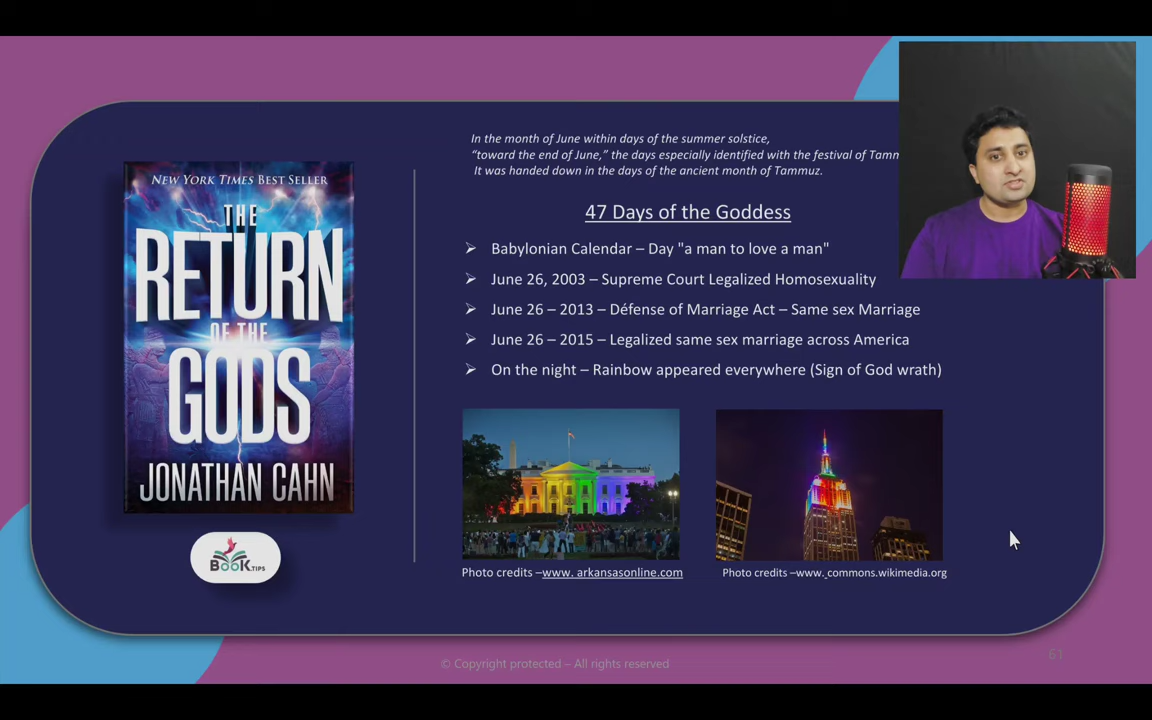 NEW YORK TIMES BEST SELLER
THE
RETURN
OF THE
GODS
JONATHAN CAHN
BOOK.TIPS
In the month of June within days of the summer solstice,
“toward the end of June,” the days especially identified with the festival of Tamm
It was handed down in the days of the ancient month of Tammuz.
47 Days of the Goddess
➢ Babylonian Calendar – Day "a man to love a man"
➢ June 26, 2003 – Supreme Court Legalized Homosexuality
➢ June 26 – 2013 – Défense of Marriage Act – Same sex Marriage
➢ June 26 – 2015 – Legalized same sex marriage across America
➢ On the night – Rainbow appeared everywhere (Sign of God wrath)
Photo credits –www. arkansasonline.com
Photo credits –www. commons.wikimedia.org
© Copyright protected – All rights reserved
61